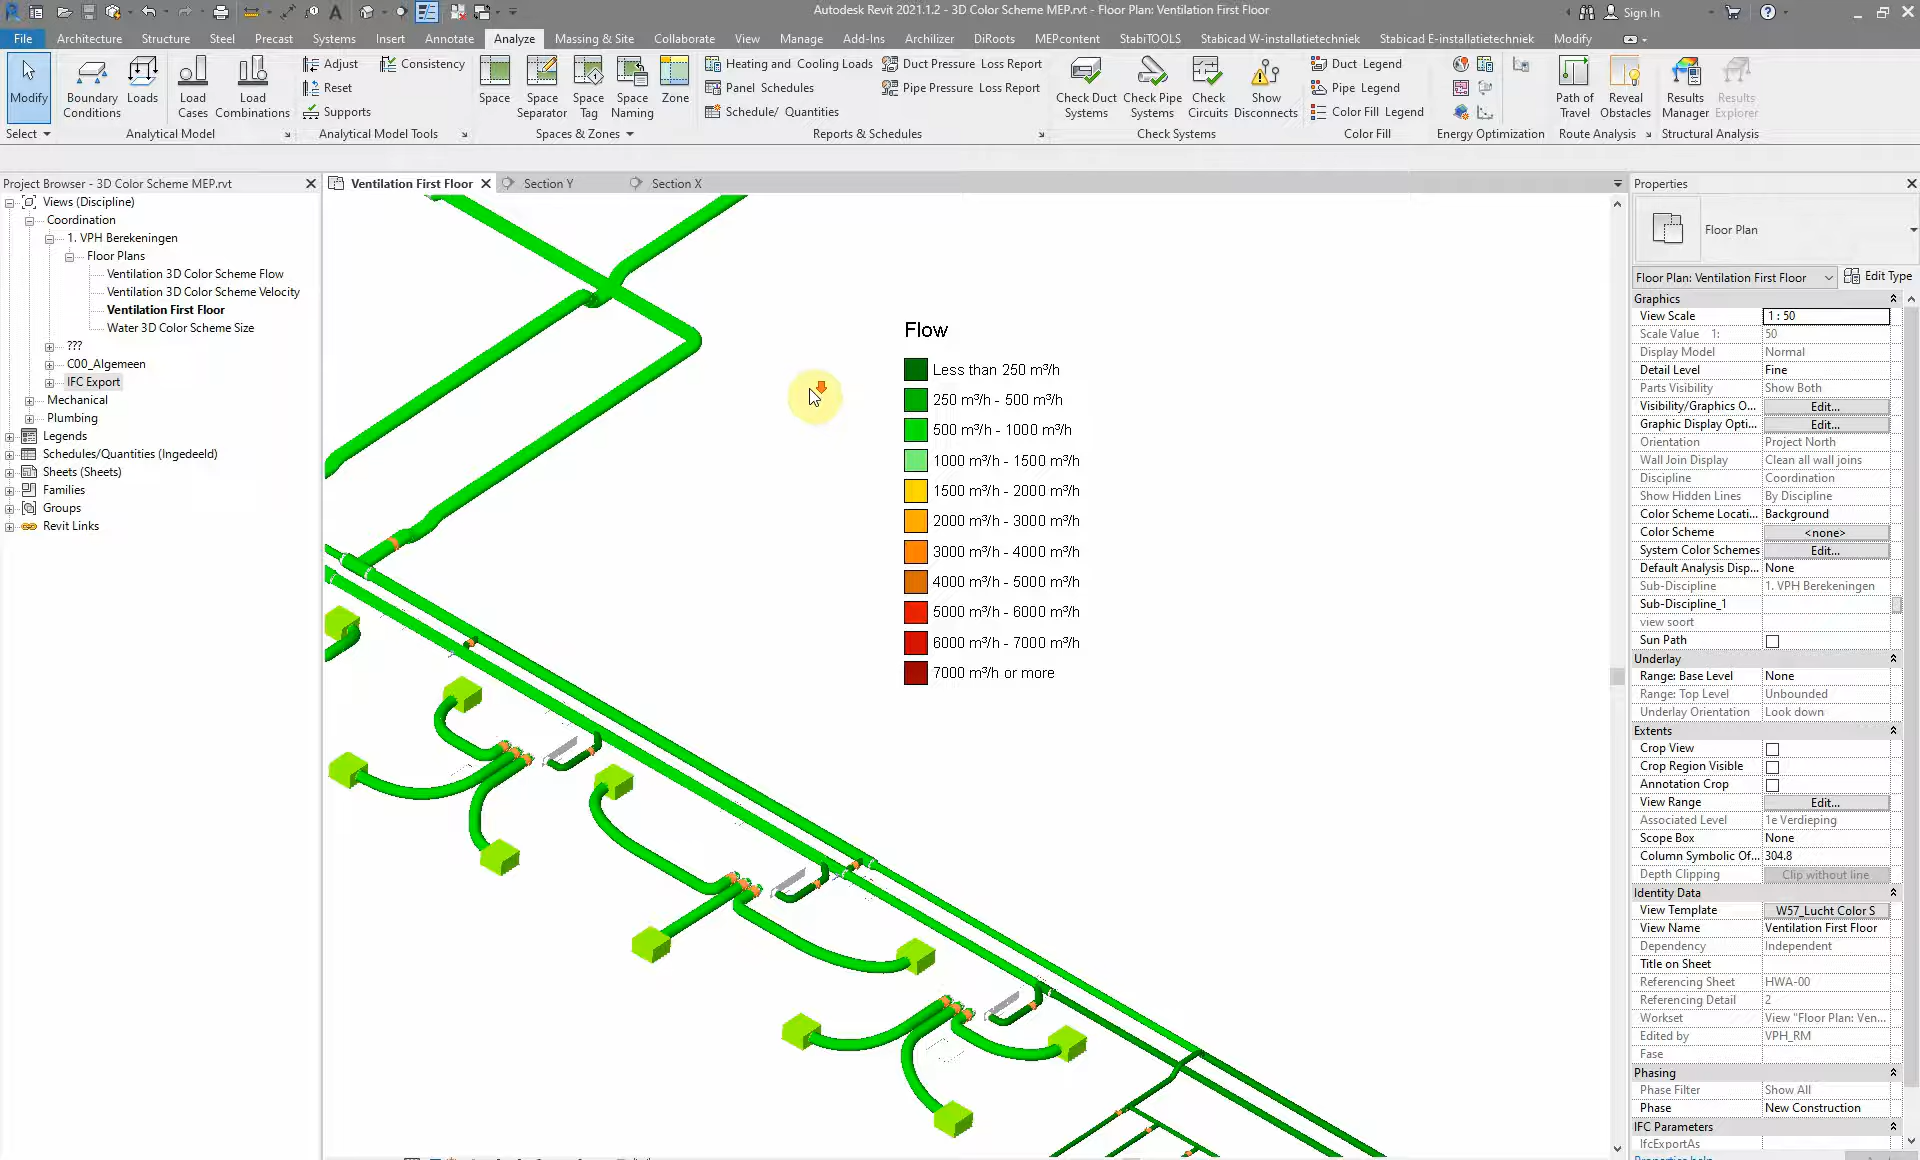 Autodesk Revit 2021.1.2 - 3D Color Scheme MEP.rvt - Floor Plan: Ventilation First Floor
Sign In
File Architecture Structure Steel Precast Systems Insert Annotate Analyze Massing & Site Collaborate View Manage Add-Ins Archilizer DiRoots MEPcontent StabiTOOLS Stabicad W-installatietechniek Stabicad E-installatietechniek Modify
Modify
Boundary Conditions
Loads
Load Cases
Load Combinations
Adjust
Reset
Supports
Consistency
Space
Space Separator
Space Tag
Space Naming
Zone
Heating and Cooling Loads
Panel Schedules
Schedule/ Quantities
Duct Pressure Loss Report
Pipe Pressure Loss Report
Check Duct Systems
Check Pipe Systems
Check Circuits
Show Disconnects
Duct Legend
Pipe Legend
Color Fill Legend
Path of Travel
Reveal Obstacles
Results Manager
Results Explorer
Select
Analytical Model
Analytical Model Tools
Spaces & Zones
Reports & Schedules
Check Systems
Color Fill
Energy Optimization
Route Analysis
Structural Analysis
Project Browser - 3D Color Scheme MEP.rvt
Views (Discipline)
Coordination
1. VPH Berekeningen
Floor Plans
Ventilation 3D Color Scheme Flow
Ventilation 3D Color Scheme Velocity
Ventilation First Floor
Water 3D Color Scheme Size
???
C00_Algemeen
IFC Export
Mechanical
Plumbing
Legends
Schedules/Quantities (Ingedeeld)
Sheets (Sheets)
Families
Groups
Revit Links
Ventilation First Floor
Section Y
Section X
Flow
Less than 250 m³/h
250 m³/h - 500 m³/h
500 m³/h - 1000 m³/h
1000 m³/h - 1500 m³/h
1500 m³/h - 2000 m³/h
2000 m³/h - 3000 m³/h
3000 m³/h - 4000 m³/h
4000 m³/h - 5000 m³/h
5000 m³/h - 6000 m³/h
6000 m³/h - 7000 m³/h
7000 m³/h or more
Properties
Floor Plan
Floor Plan: Ventilation First Floor Edit Type
Graphics
View Scale 1 : 50
Scale Value 1: 50
Display Model Normal
Detail Level Fine
Parts Visibility Show Both
Visibility/Graphics O... Edit...
Graphic Display Opti... Edit...
Orientation Project North
Wall Join Display Clean all wall joins
Discipline Coordination
Show Hidden Lines By Discipline
Color Scheme Locati... Background
Color Scheme <none>
System Color Schemes Edit...
Default Analysis Disp... None
Sub-Discipline 1. VPH Berekeningen
Sub-Discipline_1
view soort
Sun Path
Underlay
Range: Base Level None
Range: Top Level Unbounded
Underlay Orientation Look down
Extents
Crop View
Crop Region Visible
Annotation Crop
View Range Edit...
Associated Level 1e Verdieping
Scope Box None
Column Symbolic Of... 304.8
Depth Clipping Clip without line
Identity Data
View Template W57_Lucht Color S
View Name Ventilation First Floor
Dependency Independent
Title on Sheet
Referencing Sheet HWA-00
Referencing Detail 2
Workset View "Floor Plan: Ven...
Edited by VPH_RM
Fase
Phasing
Phase Filter Show All
Phase New Construction
IFC Parameters
IfcExportAs
Properties help